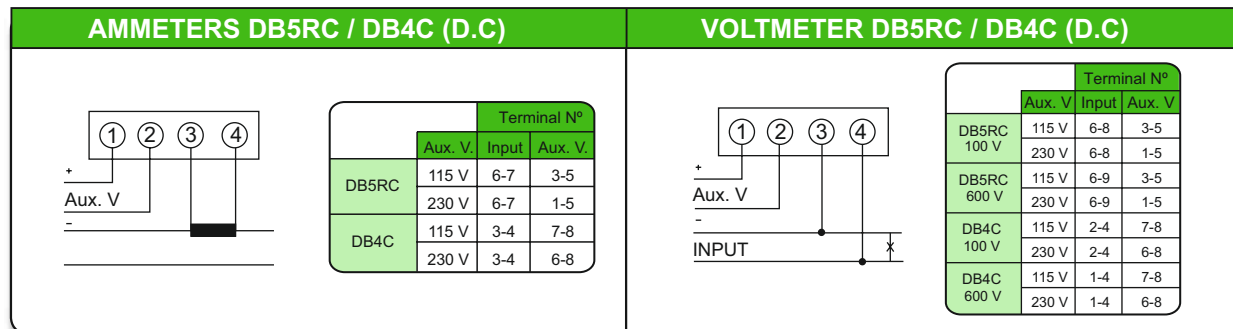 AMMETERS DB5RC / DB4C (D.C)
1 2 3 4
+
Aux. V
-
Terminal Nº
Aux. V. Input Aux. V.
DB5RC 115 V 6-7 3-5
230 V 6-7 1-5
DB4C 115 V 3-4 7-8
230 V 3-4 6-8
VOLTMETER DB5RC / DB4C (D.C)
1 2 3 4
+
Aux. V
-
INPUT
Terminal Nº
Aux. V Input Aux. V
DB5RC 100 V 115 V 6-8 3-5
230 V 6-8 1-5
DB5RC 600 V 115 V 6-9 3-5
230 V 6-9 1-5
DB4C 100 V 115 V 2-4 7-8
230 V 2-4 6-8
DB4C 600 V 115 V 1-4 7-8
230 V 1-4 6-8